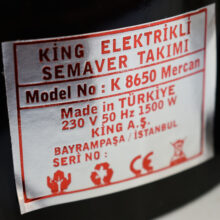 KING ELEKTRİKLİ
SEMAVER TAKIMI
Model No : K 8650 Mercan
Made in TÜRKİYE
230 V 50 Hz 1500 W
KING A.Ş.
BAYRAMPAŞA / İSTANBUL
SERİ NO :
CE